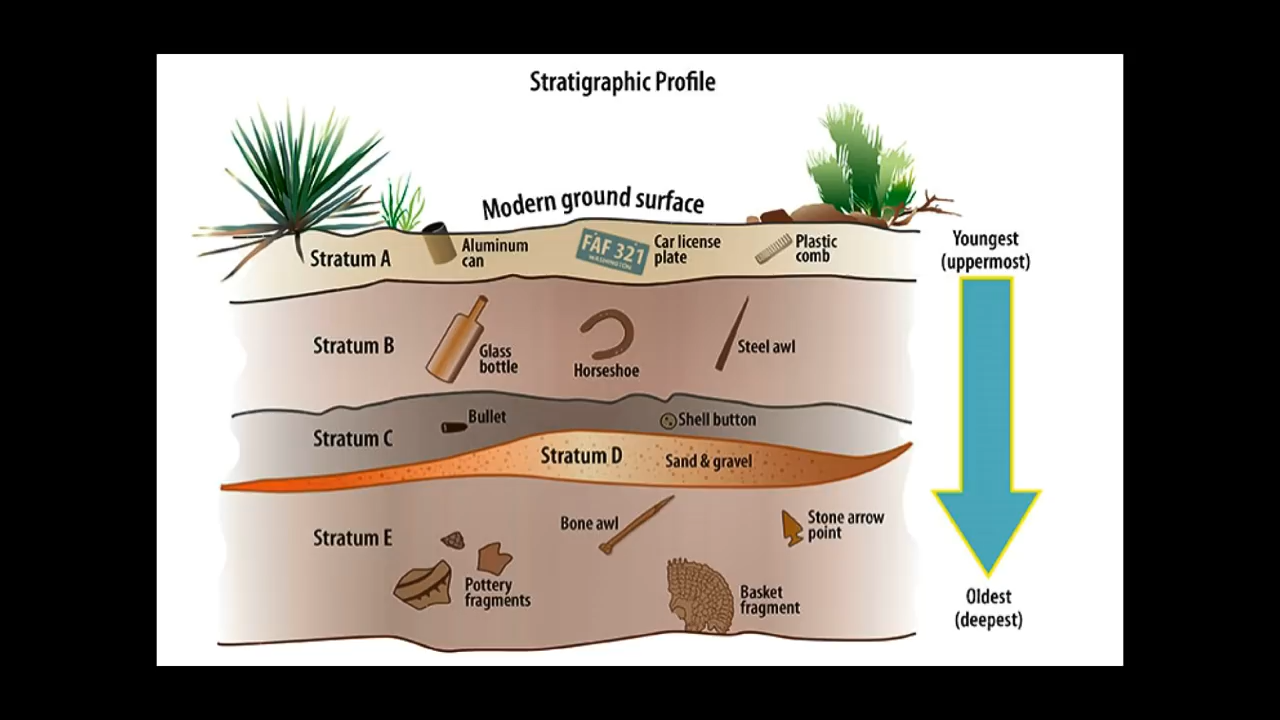 Stratigraphic Profile
Modern ground surface
Stratum A
Aluminum
can
FAF 321
WASHINGTON
Car license
plate
Plastic
comb
Youngest
(uppermost)
Stratum B
Glass
bottle
Horseshoe
Steel awl
Stratum C
Bullet
Shell button
Stratum D
Sand & gravel
Stratum E
Bone awl
Stone arrow
point
Pottery
fragments
Basket
fragment
Oldest
(deepest)